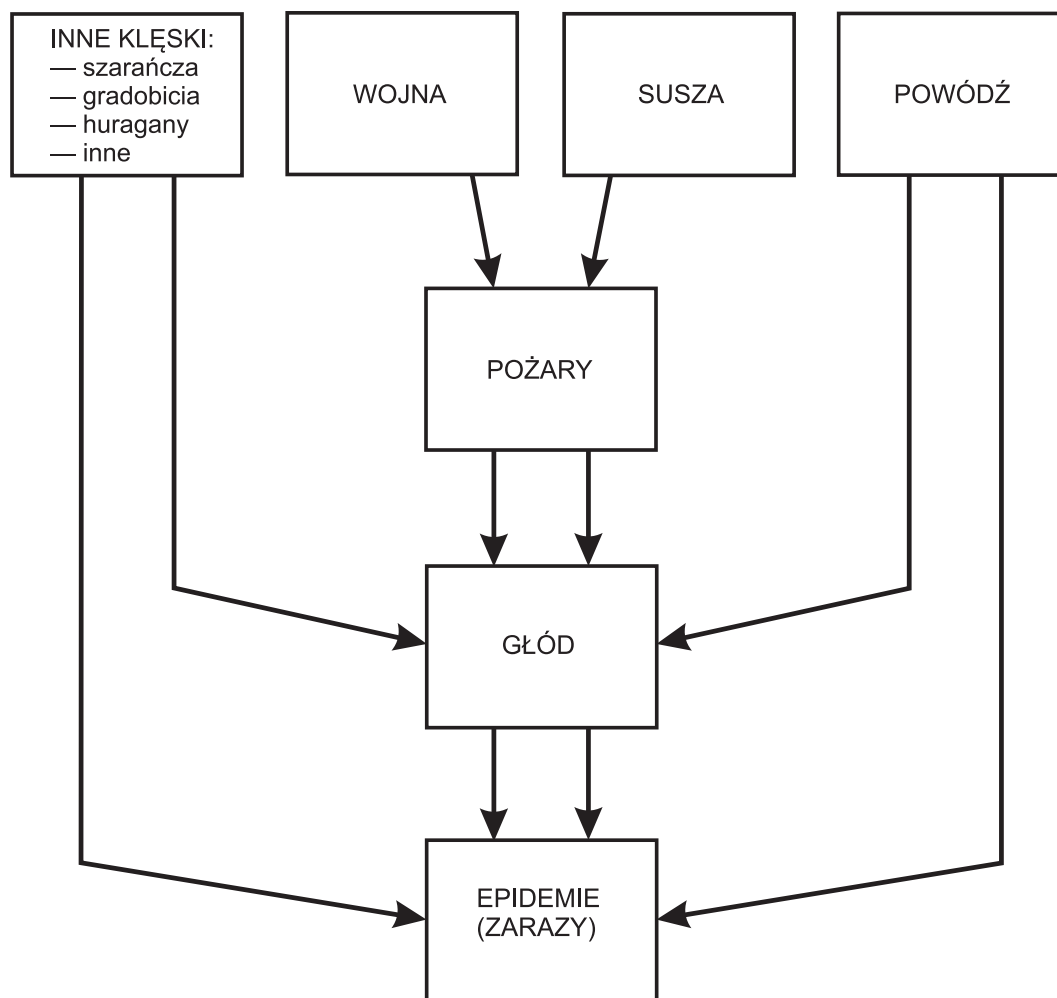 INNE KLĘSKI:
— szarańcza
— gradobicia
— huragany
— inne
WOJNA
SUSZA
POWÓDŹ
POŻARY
GŁÓD
EPIDEMIE
(ZARAZY)